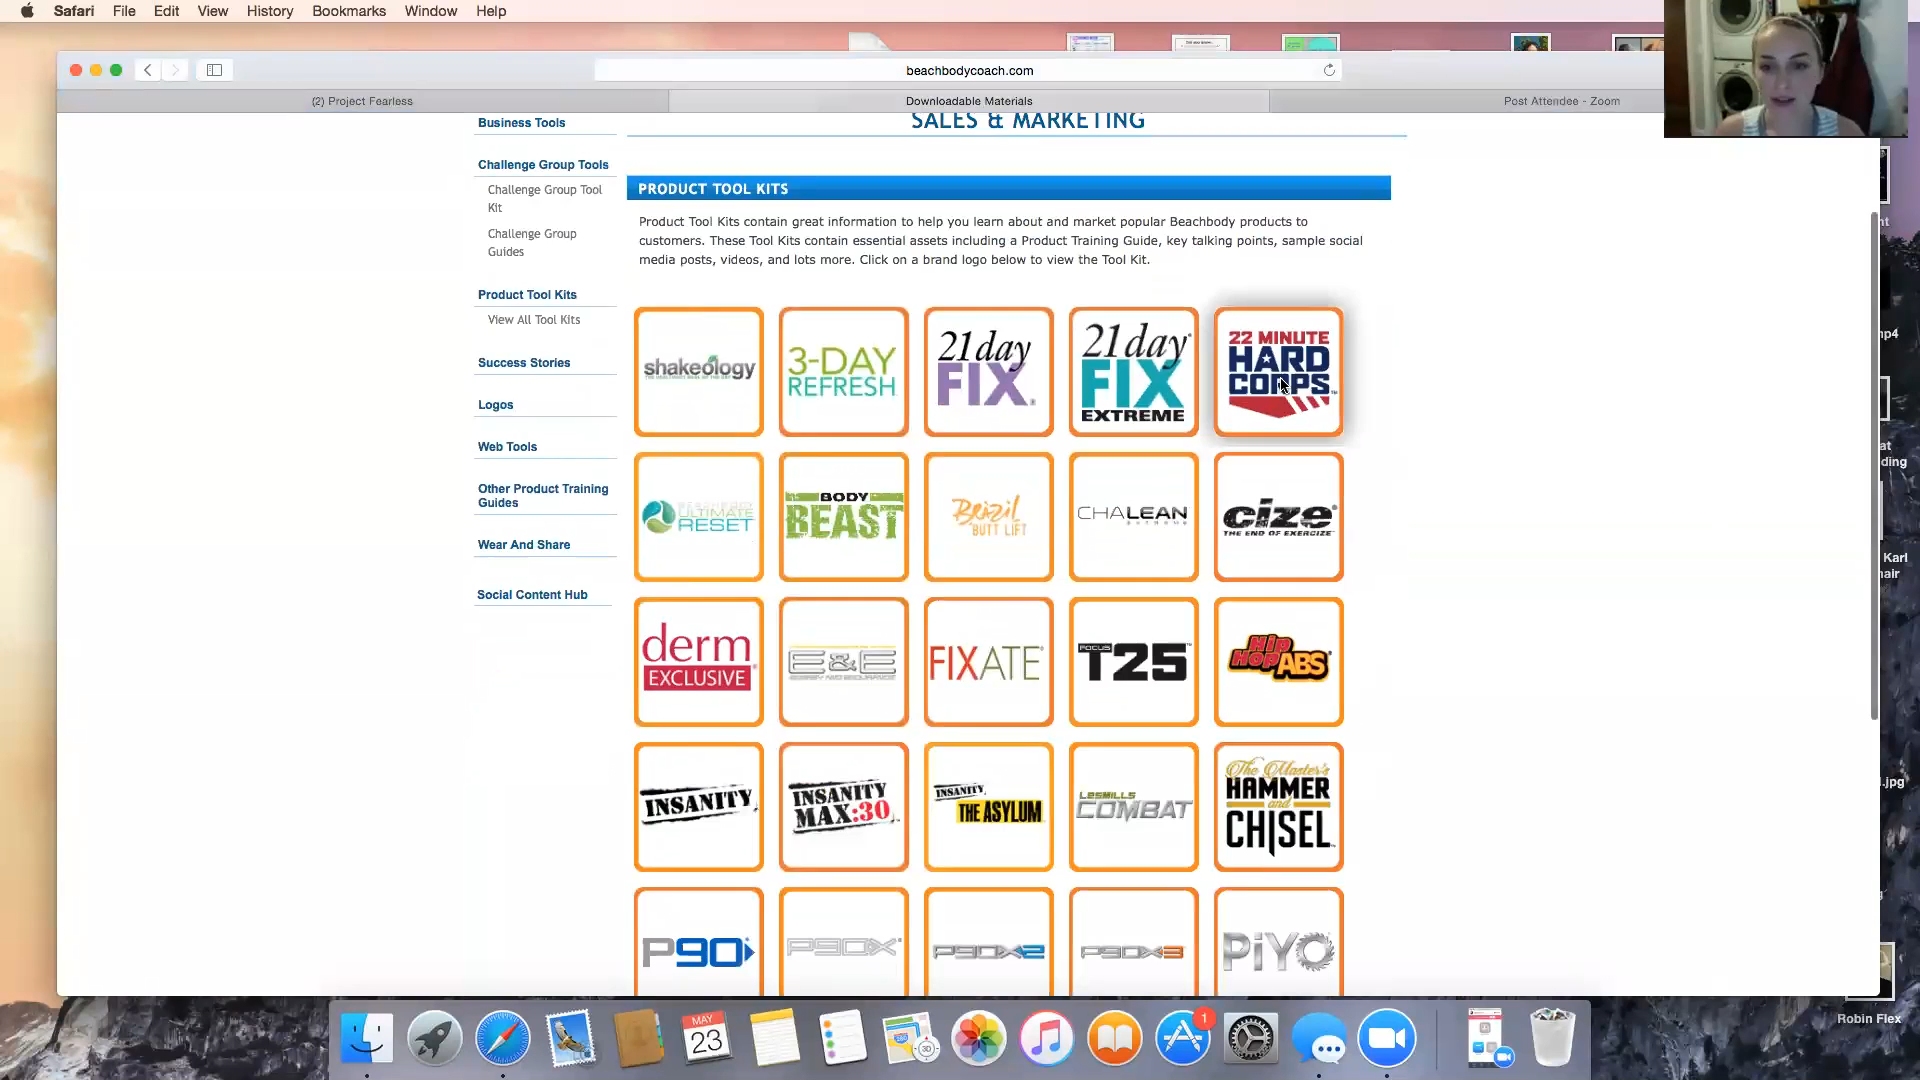 Safari File Edit View History Bookmarks Window Help
beachbodycoach.com
(2) Project Fearless
Downloadable Materials
Post Attendee - Zoom
Business Tools
Challenge Group Tools
Challenge Group Tool
Kit
Challenge Group
Guides
Product Tool Kits
View All Tool Kits
Success Stories
Logos
Web Tools
Other Product Training
Guides
Wear And Share
Social Content Hub
SALES & MARKETING
PRODUCT TOOL KITS
Product Tool Kits contain great information to help you learn about and market popular Beachbody products to
customers. These Tool Kits contain essential assets including a Product Training Guide, key talking points, sample social
media posts, videos, and lots more. Click on a brand logo below to view the Tool Kit.
shakeology
3-DAY
REFRESH
21 day
FIX
21 day
FIX
EXTREME
22 MINUTE
HARD
CORPS
ULTIMATE
RESET
BODY
BEAST
Brazil
BUTT LIFT
CHALEAN
EXTREME
cize
THE END OF EXERCIZE
derm
EXCLUSIVE
E&E
FIXATE
FOCUS
T25
Hip
Hop ABS
INSANITY
INSANITY
MAX:30
INSANITY
THE ASYLUM
LESMILLS
COMBAT
The Master's
HAMMER
and
CHISEL
P90
P90X
P90X2
P90X3
PiYO
mp4
ding
Karl
.jpg
Robin Flex
MAY
23
1